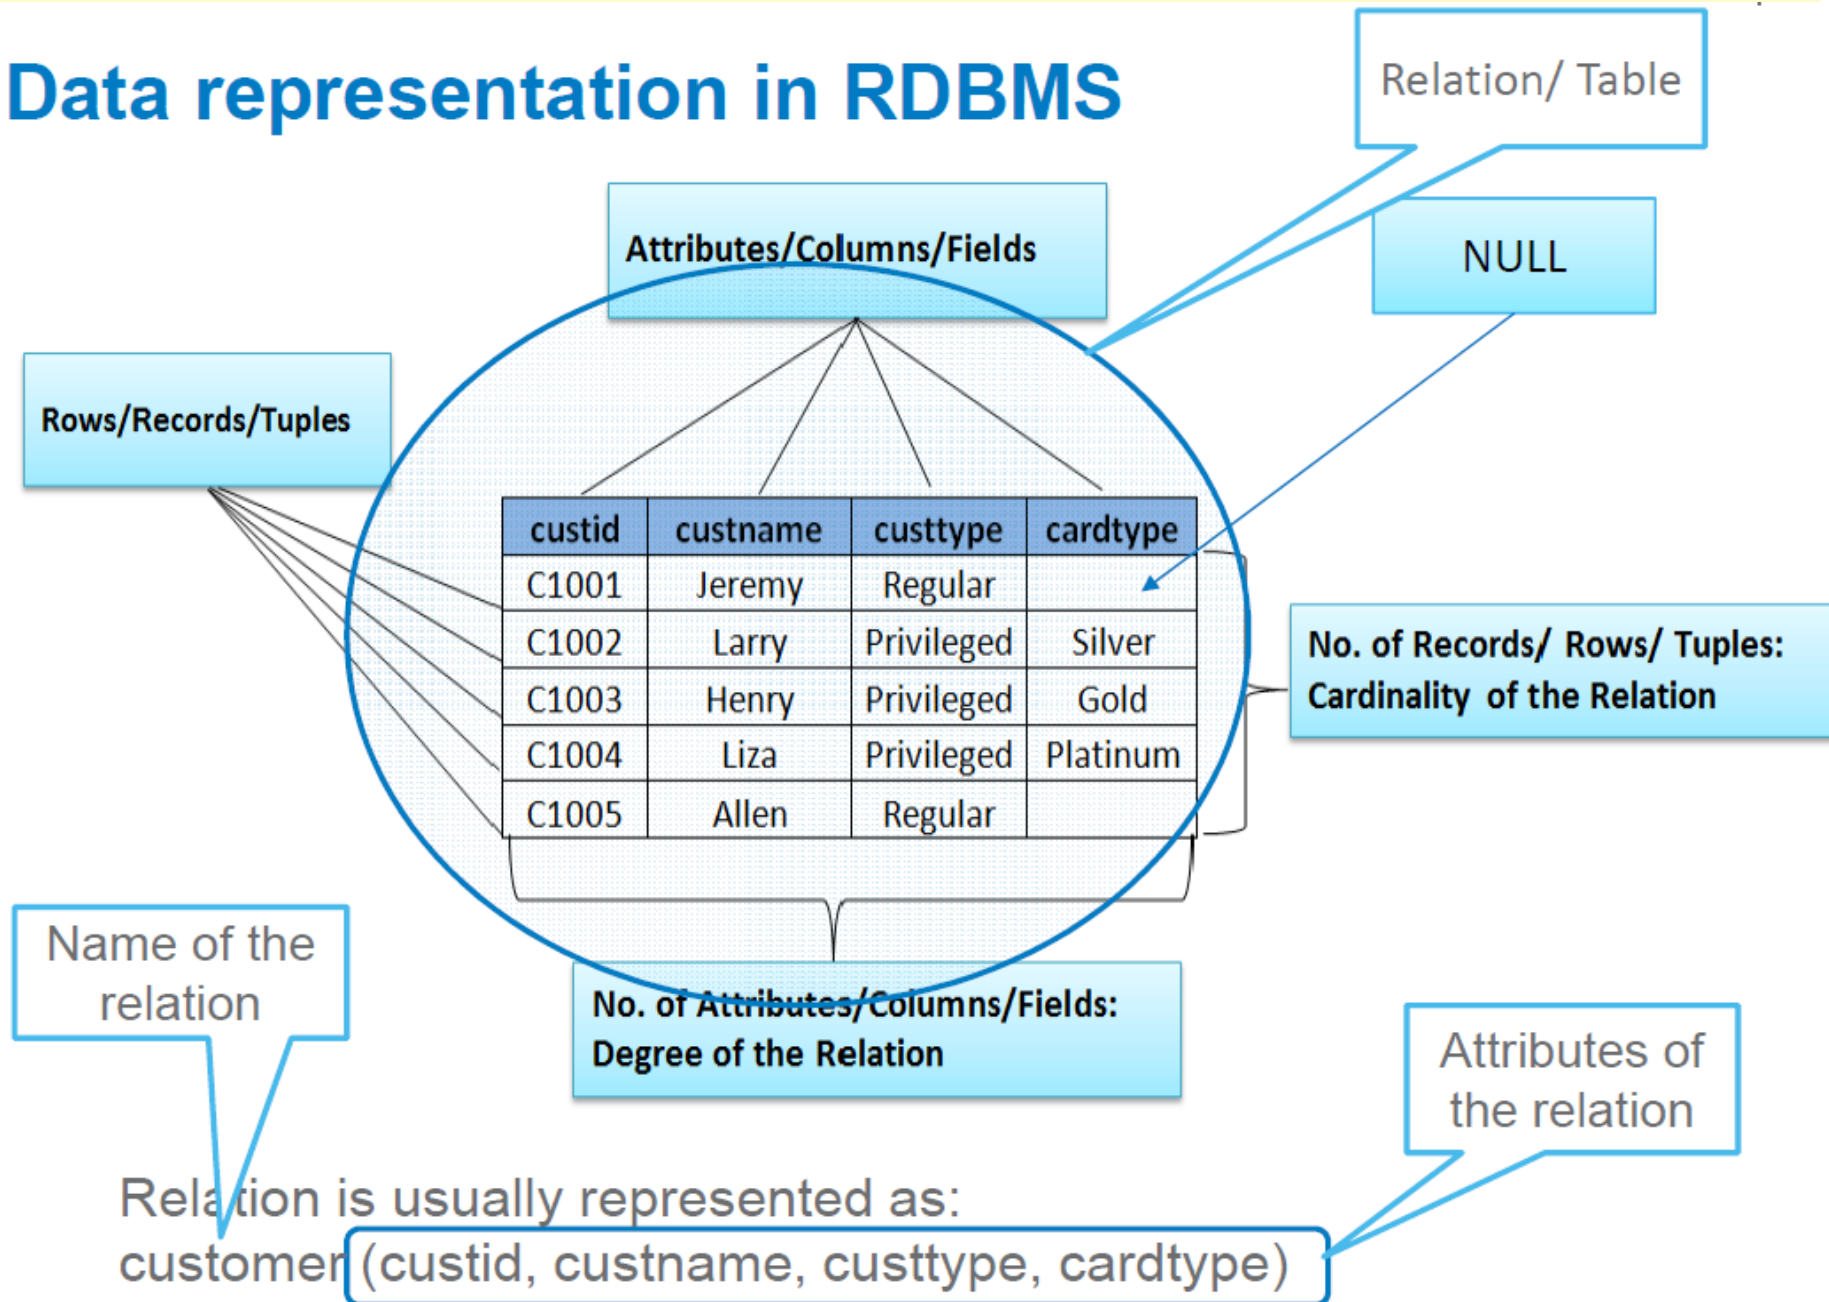 Data representation in RDBMS
Relation/ Table
Attributes/Columns/Fields
NULL
Rows/Records/Tuples
custid custname custtype cardtype
C1001 Jeremy Regular
C1002 Larry Privileged Silver
C1003 Henry Privileged Gold
C1004 Liza Privileged Platinum
C1005 Allen Regular
No. of Records/ Rows/ Tuples:
Cardinality of the Relation
Name of the
relation
No. of Attributes/Columns/Fields:
Degree of the Relation
Attributes of
the relation
Relation is usually represented as:
customer (custid, custname, custtype, cardtype)